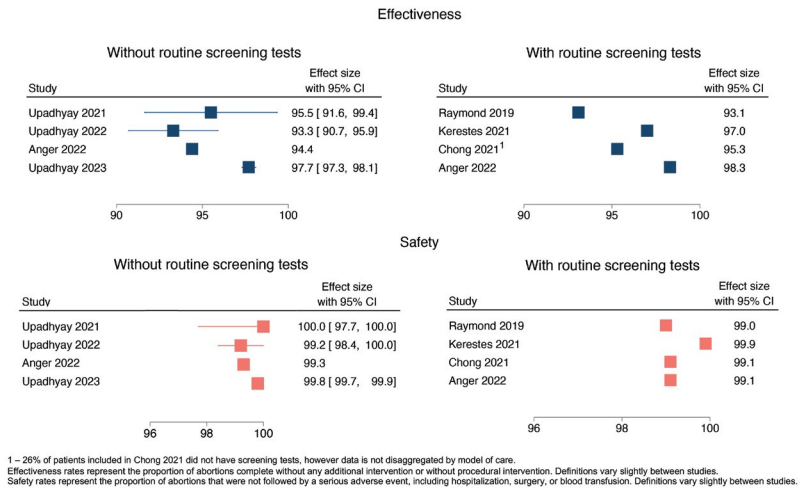 Effectiveness
Without routine screening tests
Study
Effect size
with 95% CI
Upadhyay 2021 95.5 [ 91.6, 99.4]
Upadhyay 2022 93.3 [ 90.7, 95.9]
Anger 2022 94.4
Upadhyay 2023 97.7 [ 97.3, 98.1]
90 95 100
With routine screening tests
Study
Effect size
with 95% CI
Raymond 2019 93.1
Kerestes 2021 97.0
Chong 2021¹ 95.3
Anger 2022 98.3
90 95 100
Safety
Without routine screening tests
Study
Effect size
with 95% CI
Upadhyay 2021 100.0 [ 97.7, 100.0]
Upadhyay 2022 99.2 [ 98.4, 100.0]
Anger 2022 99.3
Upadhyay 2023 99.8 [ 99.7, 99.9]
96 98 100
With routine screening tests
Study
Effect size
with 95% CI
Raymond 2019 99.0
Kerestes 2021 99.9
Chong 2021 99.1
Anger 2022 99.1
96 98 100
1 – 26% of patients included in Chong 2021 did not have screening tests, however data is not disaggregated by model of care.
Effectiveness rates represent the proportion of abortions complete without any additional intervention or without procedural intervention. Definitions vary slightly between studies.
Safety rates represent the proportion of abortions that were not followed by a serious adverse event, including hospitalization, surgery, or blood transfusion. Definitions vary slightly between studies.